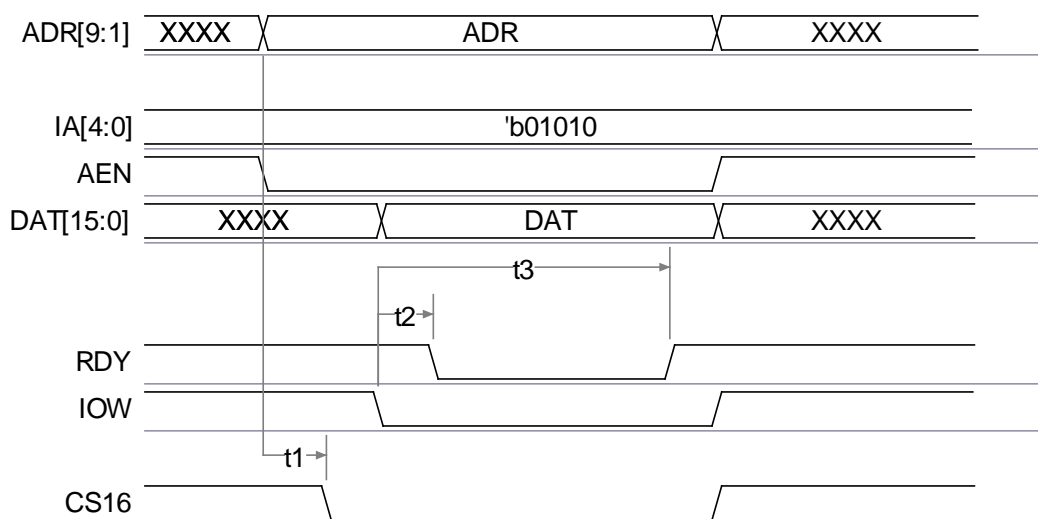 ADR[9:1] XXXX ADR XXXX
IA[4:0] 'b01010
AEN
DAT[15:0] XXXX DAT XXXX
t3
t2
RDY
IOW
t1
CS16